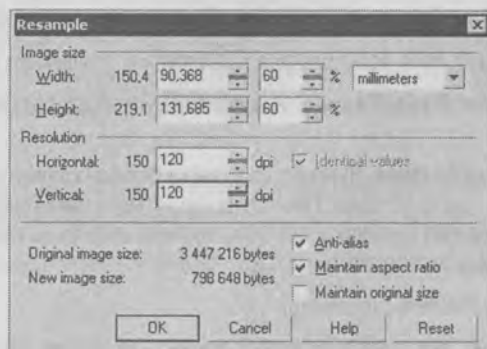 Resample
Image size
Width: 150,4 90,368 60 % millimeters
Height: 219,1 131,685 60 %
Resolution
Horizontal: 150 120 dpi Identical values
Vertical: 150 120 dpi
Original image size: 3 447 216 bytes
New image size: 798 648 bytes
Anti-alias
Maintain aspect ratio
Maintain original size
OK Cancel Help Reset